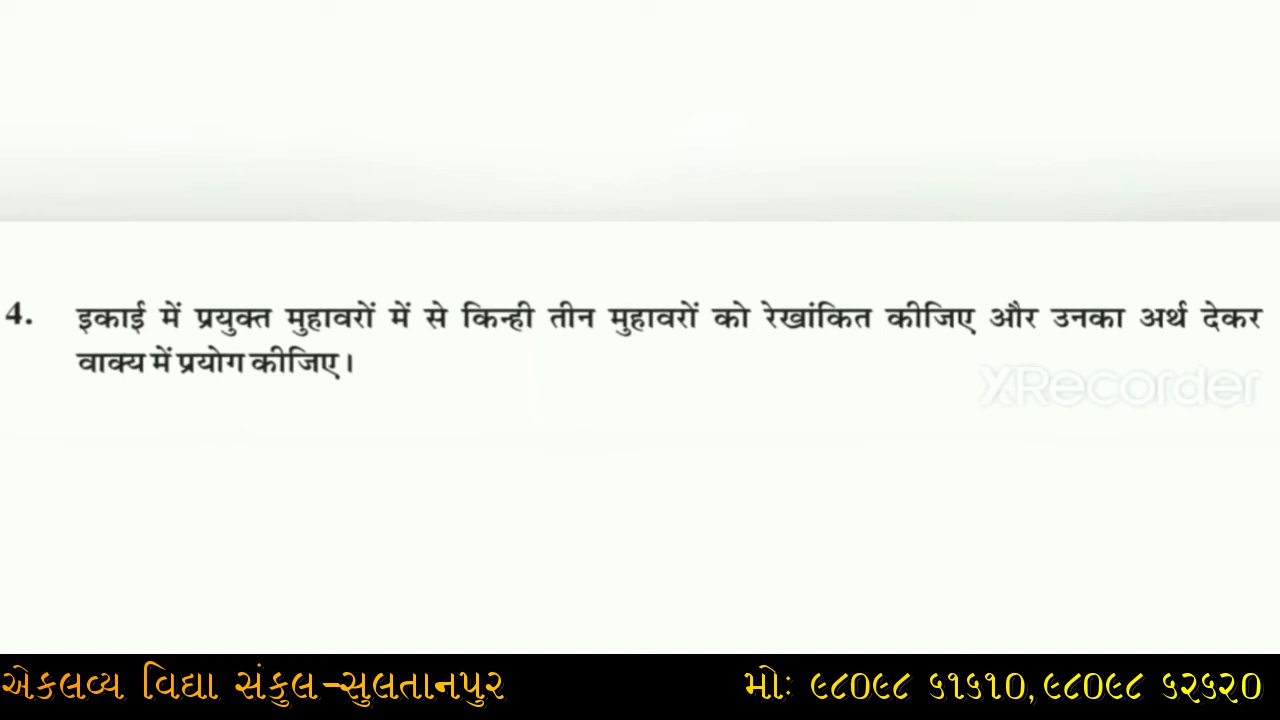 4. इकाई में प्रयुक्त मुहावरों में से किन्ही तीन मुहावरों को रेखांकित कीजिए और उनका अर्थ देकर
वाक्य में प्रयोग कीजिए।
XRecorder
એકલવ્ય વિદ્યા સંકુલ-સુલતાનપુર મોઃ ૯૮૦૯૮ ૬૧૬૧૦, ૯૮૦૯૮ ૬૨૬૨૦